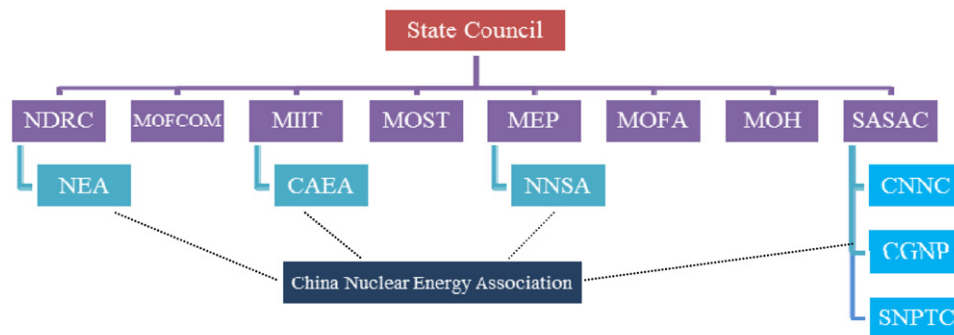 State Council
NDRC
MOFCOM
MIIT
MOST
MEP
MOFA
MOH
SASAC
NEA
CAEA
NNSA
CNNC
China Nuclear Energy Association
CGNP
SNPTC